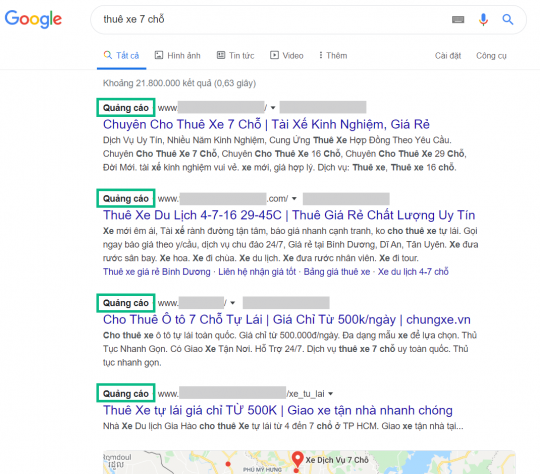 Google
thuê xe 7 chỗ
Tất cả Hình ảnh Tin tức Video Thêm Cài đặt Công cụ
Khoảng 21.800.000 kết quả (0,63 giây)
Quảng cáo www. /
Chuyên Cho Thuê Xe 7 Chỗ | Tài Xế Kinh Nghiệm, Giá Rẻ
Dịch Vụ Uy Tín, Nhiều Năm Kinh Nghiệm, Cung Ứng Thuê Xe Hợp Đồng Theo Yêu Cầu.
Chuyên Cho Thuê Xe 7 Chỗ, Chuyên Cho Thuê Xe 16 Chỗ, Chuyên Cho Thuê Xe 29 Chỗ,
Đời Mới. tài xế kinh nghiệm vui vẻ. xe mới, giá hợp lý. Dịch vụ: Thuê xe, Thuê xe 16 chỗ.
Quảng cáo www. .com/
Thuê Xe Du Lịch 4-7-16 29-45C | Thuê Giá Rẻ Chất Lượng Uy Tín
Xe mới êm ái, Tài xế rành đường tận tâm, báo giá nhanh cạnh tranh, ko cho thuê xe tự lái. Gọi
ngay báo giá theo y/cầu, dịch vụ chu đáo 24/7, Giá rẻ tại Bình Dương, Dĩ An, Tân Uyên. Xe đưa
rước sân bay. Xe hoa. Xe đi chùa. Xe du lịch. Xe đưa rước nhân viên. Xe đi tour.
Thuê xe giá rẻ Bình Dương · Liên hệ nhận giá tốt · Bảng giá thuê xe · Xe du lịch 4-7 chỗ
Quảng cáo www. /
Cho Thuê Ô tô 7 Chỗ Tự Lái | Giá Chỉ Từ 500k/ngày | chungxe.vn
Cho thuê xe ô tô tự lái toàn quốc. Giá chỉ từ 500.000đ/ngày. Đa dạng mẫu xe để lựa chọn. Thủ
Tục Nhanh Gọn. Có Giao Xe Tận Nơi. Hỗ Trợ 24/7. Dịch vụ thuê xe 7 chỗ uy toàn quốc. Thủ
tục nhanh gọn.
Quảng cáo www. /xe_tu_lai
Thuê Xe tự lái giá chỉ TỪ 500K | Giao xe tận nhà nhanh chóng
Nhà Xe Du lịch Gia Hào cho thuê Xe tự lái từ 4 đến 7 chỗ ở TP HCM. Giao xe tận nhà tại...
Xe Dịch Vụ 7 Chỗ
PHÚ MỸ HƯNG